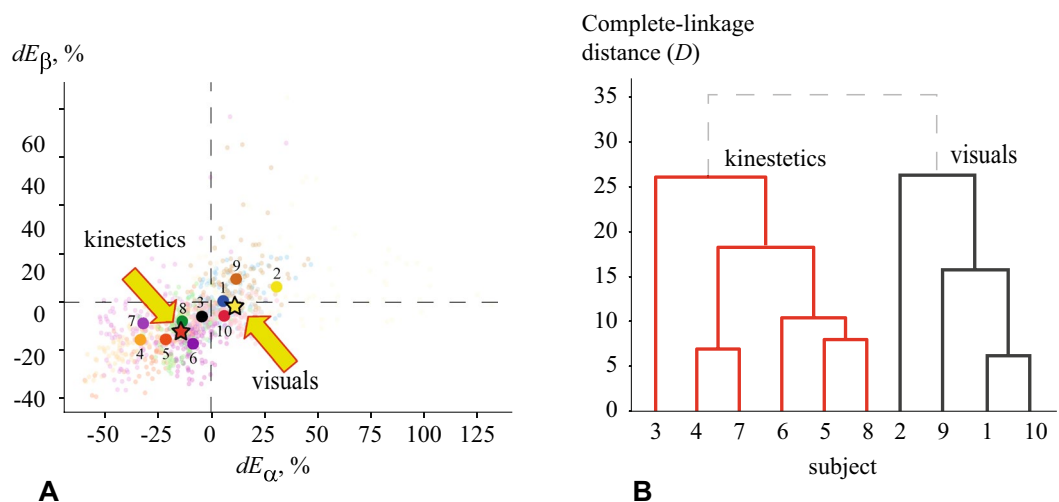 dEβ, %
60
40
20
0
-20
-40
kinestetics
9
2
1
3
8
7
10
4
5
6
visuals
-50
-25
0
25
50
75
100
125
dEα, %
A
Complete-linkage
distance (D)
35
30
25
20
15
10
5
0
kinestetics
visuals
3 4 7 6 5 8 2 9 1 10
subject
B